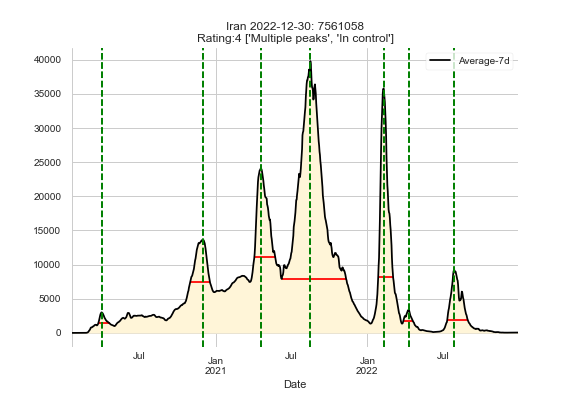 Iran 2022-12-30: 7561058
Rating:4 ['Multiple peaks', 'In control']
Average-7d
40000
35000
30000
25000
20000
15000
10000
5000
0
Jul
Jan
2021
Jul
Jan
2022
Jul
Date